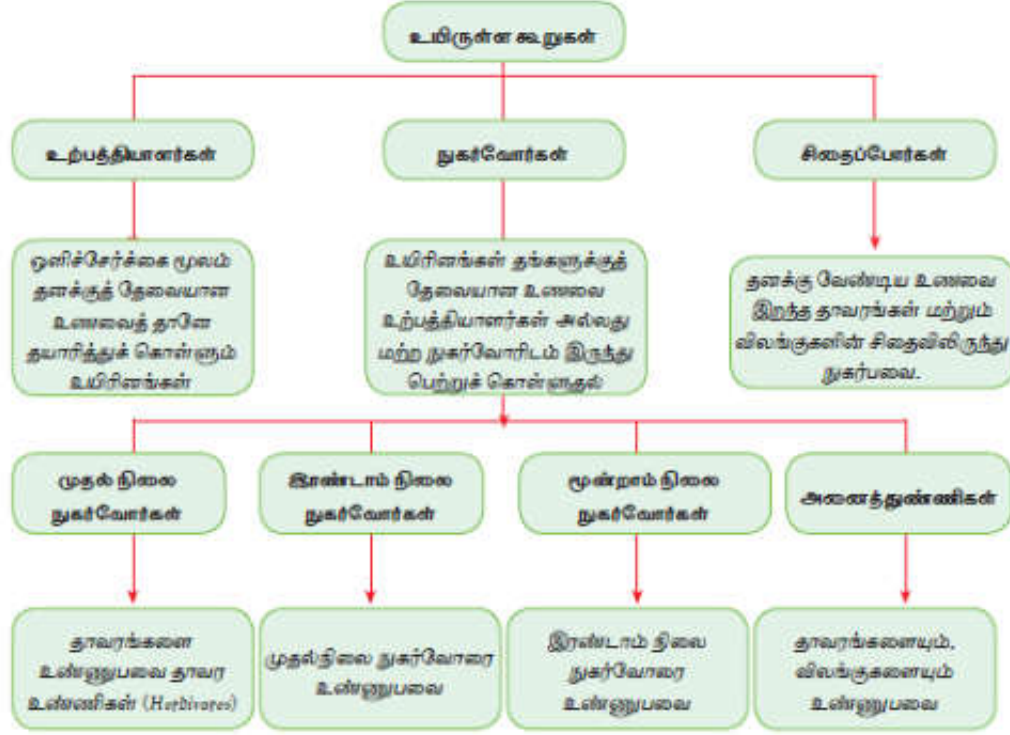 உயிருள்ள கூறுகள்
உற்பத்தியாளர்கள்
நுகர்வோர்கள்
சிதைப்போர்கள்
ஒளிச்சேர்க்கை மூலம்
தனக்குத் தேவையான
உணவைத் தானே
தயாரித்துக் கொள்ளும்
உயிரினங்கள்
உயிரினங்கள் தங்களுக்குத்
தேவையான உணவை
உற்பத்தியாளர்கள் அல்லது
மற்ற நுகர்வோரிடம் இருந்து
பெற்றுக் கொள்ளுதல்
தனக்கு வேண்டிய உணவை
இறந்த தாவரங்கள் மற்றும்
விலங்குகளின் சிதைவிலிருந்து
நுகர்பவை.
முதல் நிலை
நுகர்வோர்கள்
இரண்டாம் நிலை
நுகர்வோர்கள்
மூன்றாம் நிலை
நுகர்வோர்கள்
அனைத்துண்ணிகள்
தாவரங்களை
உண்ணுபவை தாவர
உண்ணிகள் (Herbivores)
முதல்நிலை நுகர்வோரை
உண்ணுபவை
இரண்டாம் நிலை
நுகர்வோரை
உண்ணுபவை
தாவரங்களையும்,
விலங்குகளையும்
உண்ணுபவை